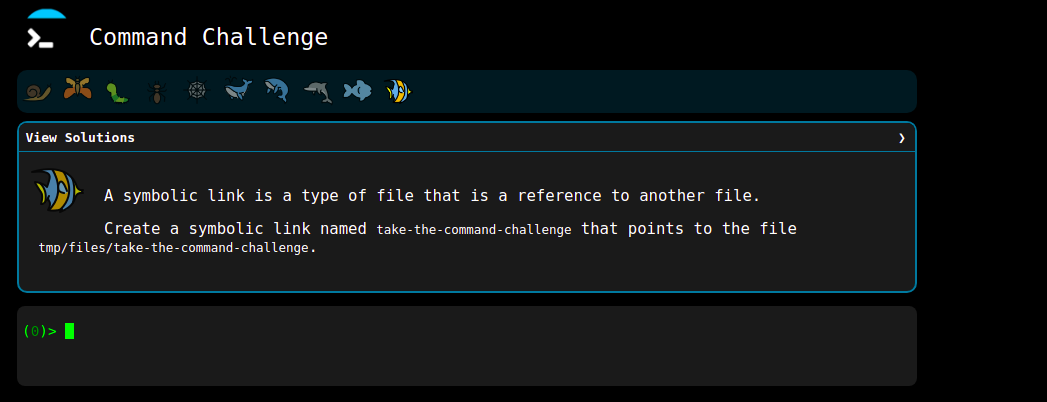 Command Challenge
View Solutions ❯
A symbolic link is a type of file that is a reference to another file.
Create a symbolic link named take-the-command-challenge that points to the file
tmp/files/take-the-command-challenge.
(0)>